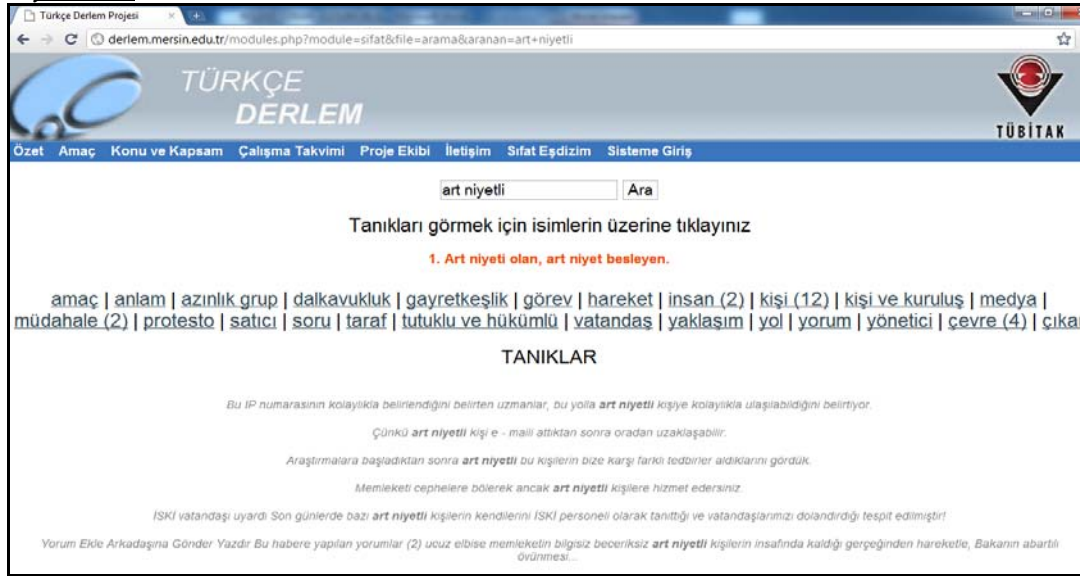 Türkçe Derlem Projesi
derlem.mersin.edu.tr/modules.php?module=sifat&file=arama&aranan=art+niyetli
TÜRKÇE
DERLEM
TÜBİTAK
Özet Amaç Konu ve Kapsam Çalışma Takvimi Proje Ekibi İletişim Sıfat Eşdizim Sisteme Giriş
art niyetli Ara
Tanıkları görmek için isimlerin üzerine tıklayınız
1. Art niyeti olan, art niyet besleyen.
amaç | anlam | azınlık grup | dalkavukluk | gayretkeşlik | görev | hareket | insan (2) | kişi (12) | kişi ve kuruluş | medya |
müdahale (2) | protesto | satıcı | soru | taraf | tutuklu ve hükümlü | vatandaş | yaklaşım | yol | yorum | yönetici | çevre (4) | çıka
TANIKLAR
Bu IP numarasının kolaylıkla belirlendiğini belirten uzmanlar, bu yolla art niyetli kişiye kolaylıkla ulaşılabildiğini belirtiyor.
Çünkü art niyetli kişi e - maili attıktan sonra oradan uzaklaşabilir.
Araştırmalara başladıktan sonra art niyetli bu kişilerin bize karşı farklı tedbirler aldıklarını gördük.
Memleketi cephelere bölerek ancak art niyetli kişilere hizmet edersiniz.
İSKİ vatandaşı uyardı Son günlerde bazı art niyetli kişilerin kendilerini İSKİ personeli olarak tanıttığı ve vatandaşlarımızı dolandırdığı tespit edilmiştir!
Yorum Ekle Arkadaşına Gönder Yazdır Bu habere yapılan yorumlar (2) ucuz elbise memleketin bilgisiz beceriksiz art niyetli kişilerin insafında kaldığı gerçeğinden hareketle, Bakanın abartılı
övünmesi...